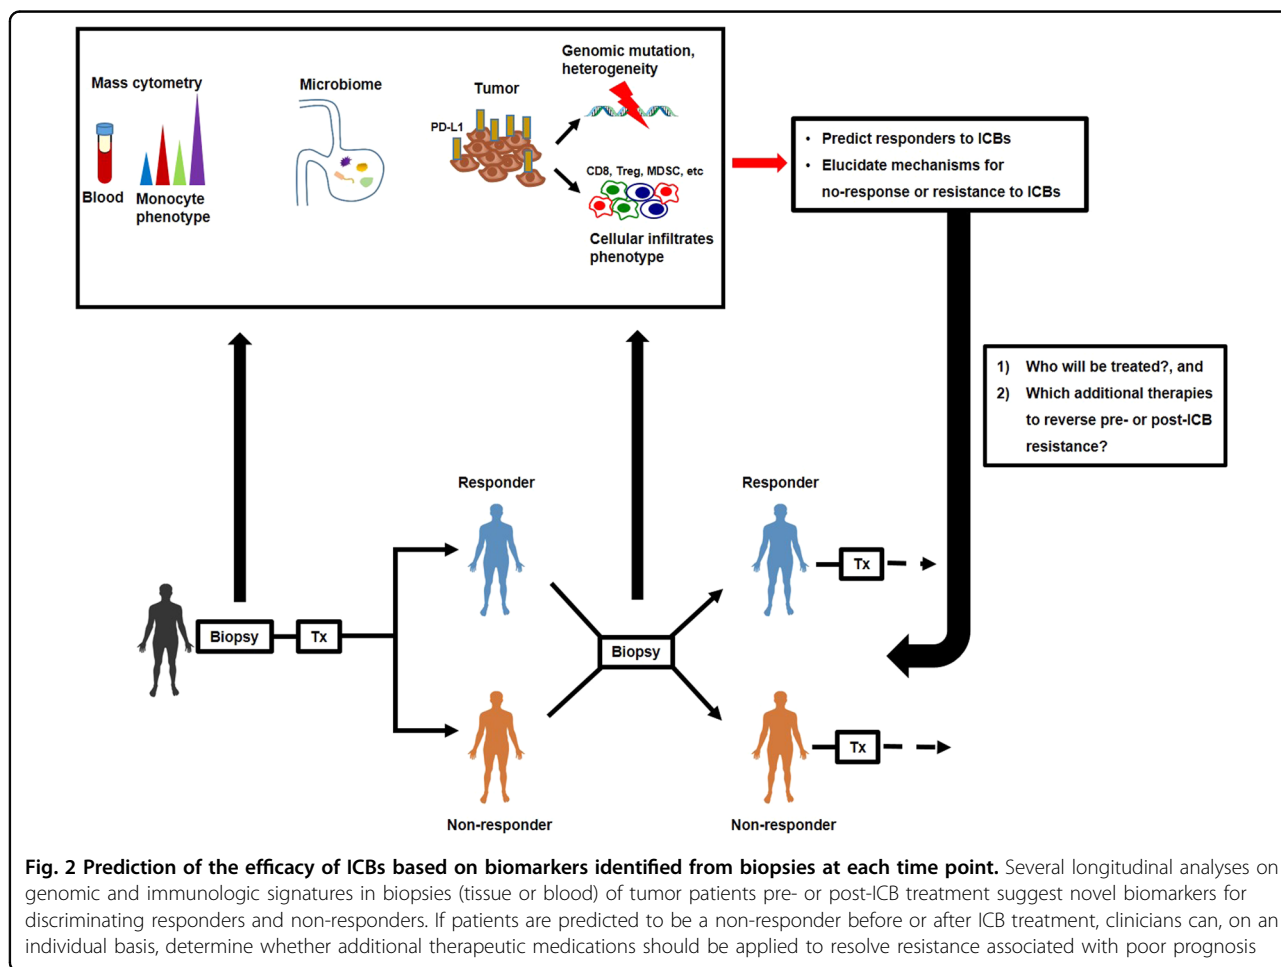 Mass cytometry
Blood
Monocyte
phenotype
Microbiome
Tumor
PD-L1
Genomic mutation,
heterogeneity
CD8, Treg, MDSC, etc
Cellular infiltrates
phenotype
• Predict responders to ICBs
• Elucidate mechanisms for
no-response or resistance to ICBs
1) Who will be treated?, and
2) Which additional therapies
to reverse pre- or post-ICB
resistance?
Responder
Responder
Biopsy
Tx
Biopsy
Tx
Tx
Non-responder
Non-responder
Fig. 2 Prediction of the efficacy of ICBs based on biomarkers identified from biopsies at each time point. Several longitudinal analyses on
genomic and immunologic signatures in biopsies (tissue or blood) of tumor patients pre- or post-ICB treatment suggest novel biomarkers for
discriminating responders and non-responders. If patients are predicted to be a non-responder before or after ICB treatment, clinicians can, on an
individual basis, determine whether additional therapeutic medications should be applied to resolve resistance associated with poor prognosis